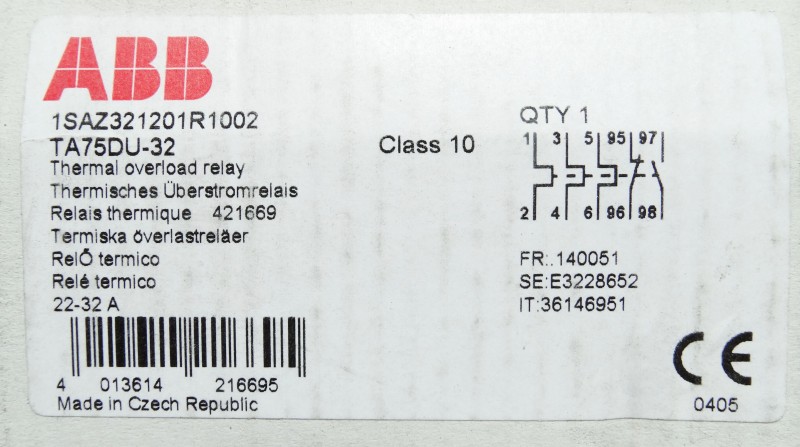 ABB
1SAZ321201R1002
TA75DU-32
Thermal overload relay
Thermisches Überstromrelais
Relais thermique 421669
Termiska överlastreläer
RelÓ termico
Relé termico
22-32 A
4 013614 216695
Made in Czech Republic
Class 10
QTY 1
1 3 5 95 97
2 4 6 96 98
FR:.140051
SE:E3228652
IT:36146951
CE
0405